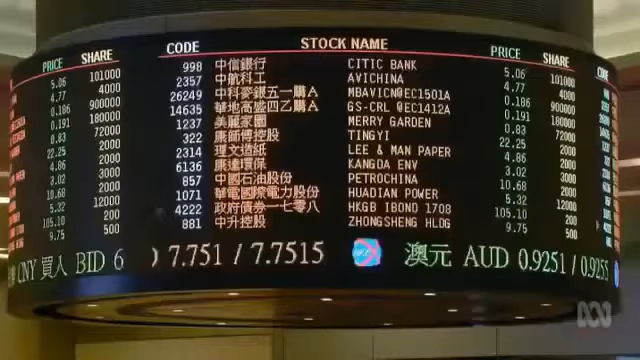 PRICE SHARE CODE STOCK NAME PRICE SHARE CODE
5.06 101000 998 中信銀行 CITIC BANK 5.06 101000
4.77 4000 2357 中航科工 AVICHINA 4.77 4000
0.186 900000 26249 中科麥銀五一購A MBAVICN@EC1501A 0.186 900000
0.191 180000 14635 華地高盛四乙購A GS-CRL @EC1412A 0.191 180000
0.83 72000 1237 美麗家園 MERRY GARDEN 0.83 72000
22.25 2000 322 康師傅控股 TINGYI 22.25 2000
4.86 2000 2314 理文造紙 LEE & MAN PAPER 4.86 2000
3.02 3000 6136 康達環保 KANGDA ENV 3.02 3000
10.68 2000 857 中國石油股份 PETROCHINA 10.68 2000
5.32 12000 1071 華電國際電力股份 HUADIAN POWER 5.32 12000
105.10 200 4222 政府債券一七零八 HKGB IBOND 1708 105.10 200
9.75 500 881 中升控股 ZHONGSHENG HLDG 9.75 500
CNY 買入 BID 6 ) 7.751 / 7.7515 澳元 AUD 0.9251 / 0.9255